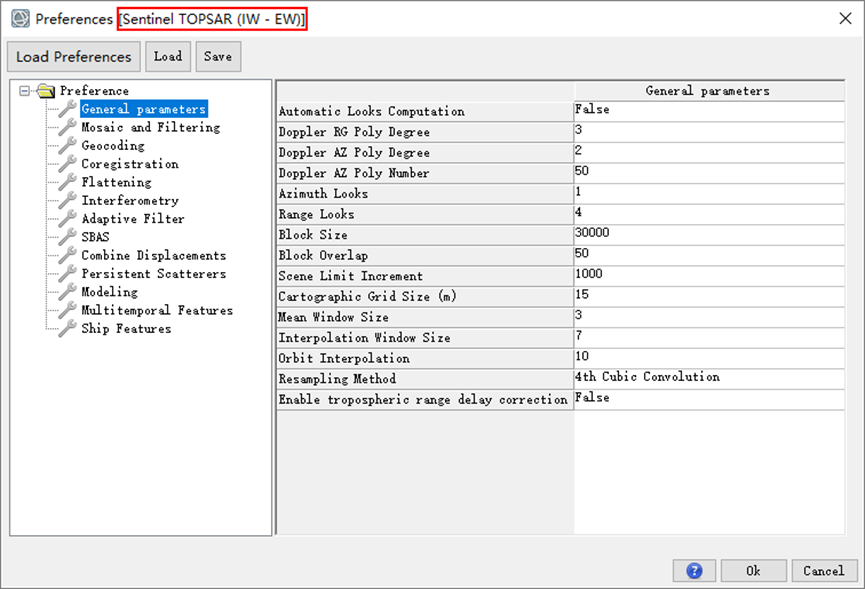 Preferences [Sentinel TOPSAR (IW - EW)]
Load Preferences Load Save
Preference
General parameters
Mosaic and Filtering
Geocoding
Coregistration
Flattening
Interferometry
Adaptive Filter
SBAS
Combine Displacements
Persistent Scatterers
Modeling
Multitemporal Features
Ship Features
General parameters
Automatic Looks Computation False
Doppler RG Poly Degree 3
Doppler AZ Poly Degree 2
Doppler AZ Poly Number 50
Azimuth Looks 1
Range Looks 4
Block Size 30000
Block Overlap 50
Scene Limit Increment 1000
Cartographic Grid Size (m) 15
Mean Window Size 3
Interpolation Window Size 7
Orbit Interpolation 10
Resampling Method 4th Cubic Convolution
Enable tropospheric range delay correction False
? Ok Cancel